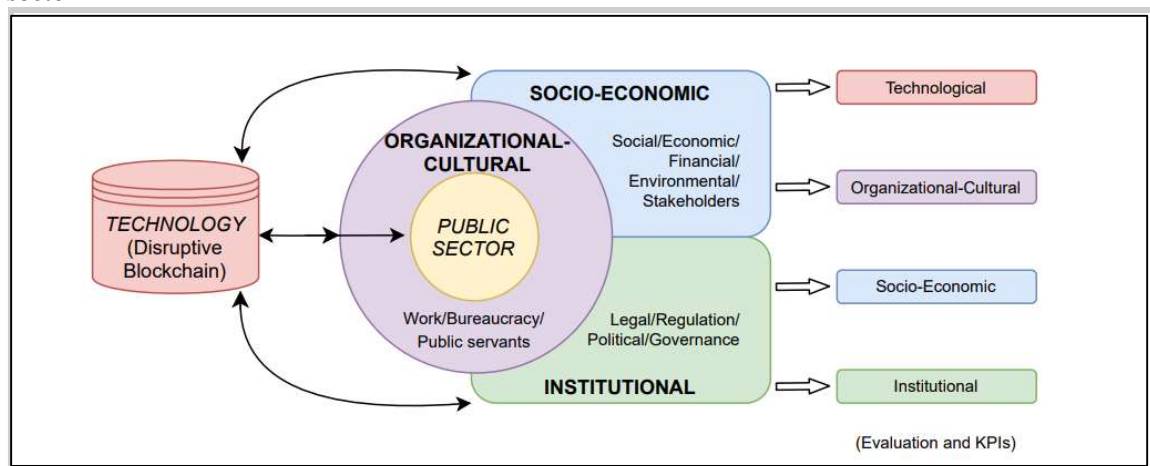 SOCIO-ECONOMIC
Social/Economic/
Financial/
Environmental/
Stakeholders
ORGANIZATIONAL-
CULTURAL
PUBLIC
SECTOR
Work/Bureaucracy/
Public servants
TECHNOLOGY
(Disruptive
Blockchain)
Legal/Regulation/
Political/Governance
INSTITUTIONAL
Technological
Organizational-Cultural
Socio-Economic
Institutional
(Evaluation and KPIs)